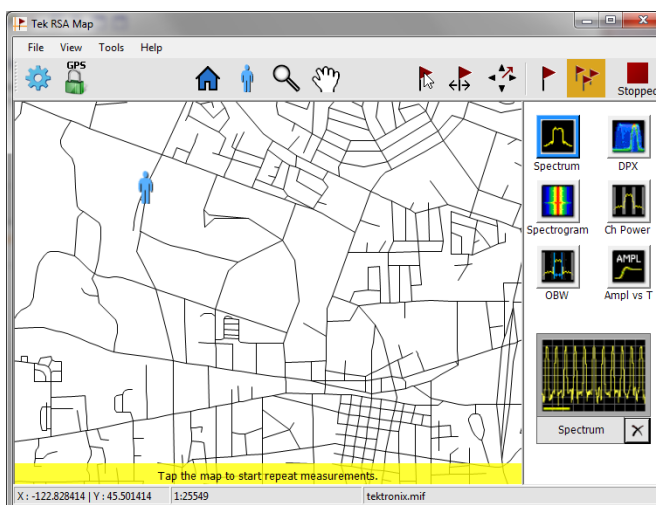 Tek RSA Map
File View Tools Help
GPS
Stopped
Spectrum DPX
Spectrogram Ch Power
AMPL
OBW Ampl vs T
Spectrum
Tap the map to start repeat measurements.
X : -122.828414 | Y : 45.501414 1:25549 tektronix.mif